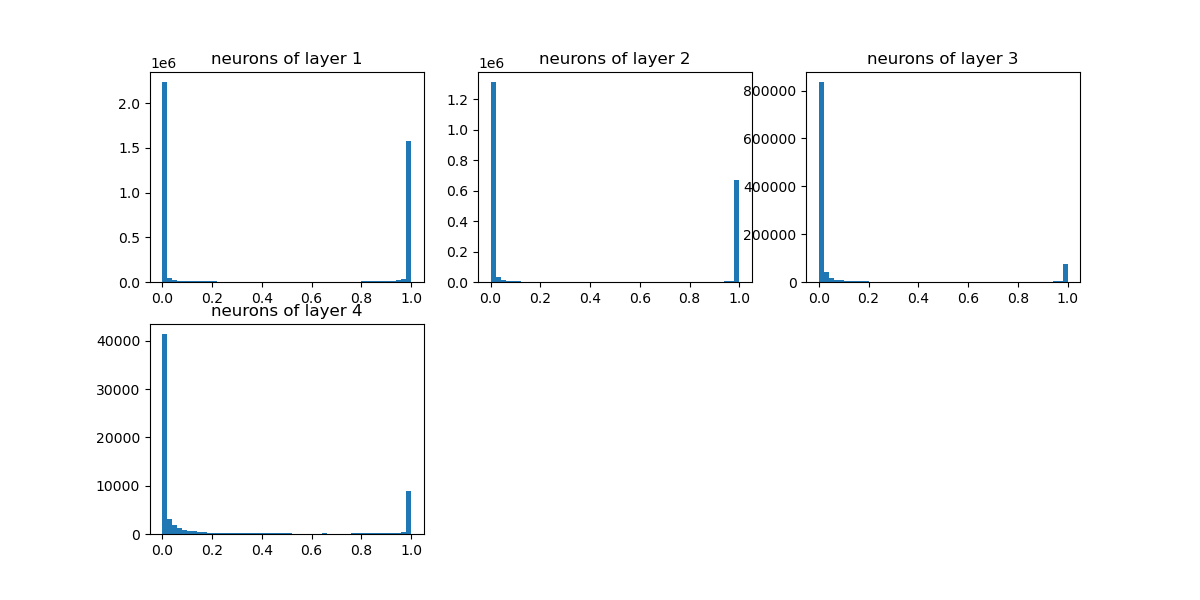 neurons of layer 1
1e6
2.0
1.5
1.0
0.5
0.0
0.0 0.2 0.4 0.6 0.8 1.0
neurons of layer 2
1e6
1.2
1.0
0.8
0.6
0.4
0.2
0.0
0.0 0.2 0.4 0.6 0.8 1.0
neurons of layer 3
800000
600000
400000
200000
0
0.0 0.2 0.4 0.6 0.8 1.0
neurons of layer 4
40000
30000
20000
10000
0
0.0 0.2 0.4 0.6 0.8 1.0